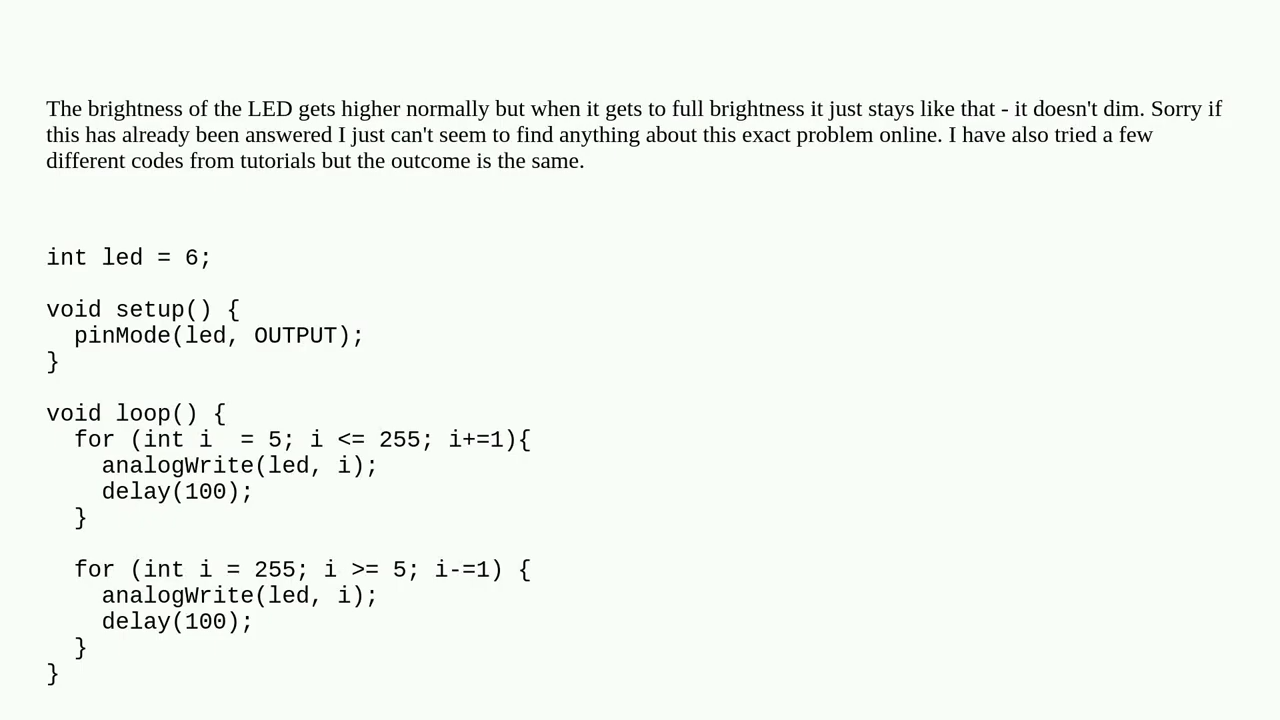 The brightness of the LED gets higher normally but when it gets to full brightness it just stays like that - it doesn't dim. Sorry if
this has already been answered I just can't seem to find anything about this exact problem online. I have also tried a few
different codes from tutorials but the outcome is the same.
int led = 6;
void setup() {
  pinMode(led, OUTPUT);
}
void loop() {
  for (int i  = 5; i <= 255; i+=1){
    analogWrite(led, i);
    delay(100);
  }
  for (int i = 255; i >= 5; i-=1) {
    analogWrite(led, i);
    delay(100);
  }
}